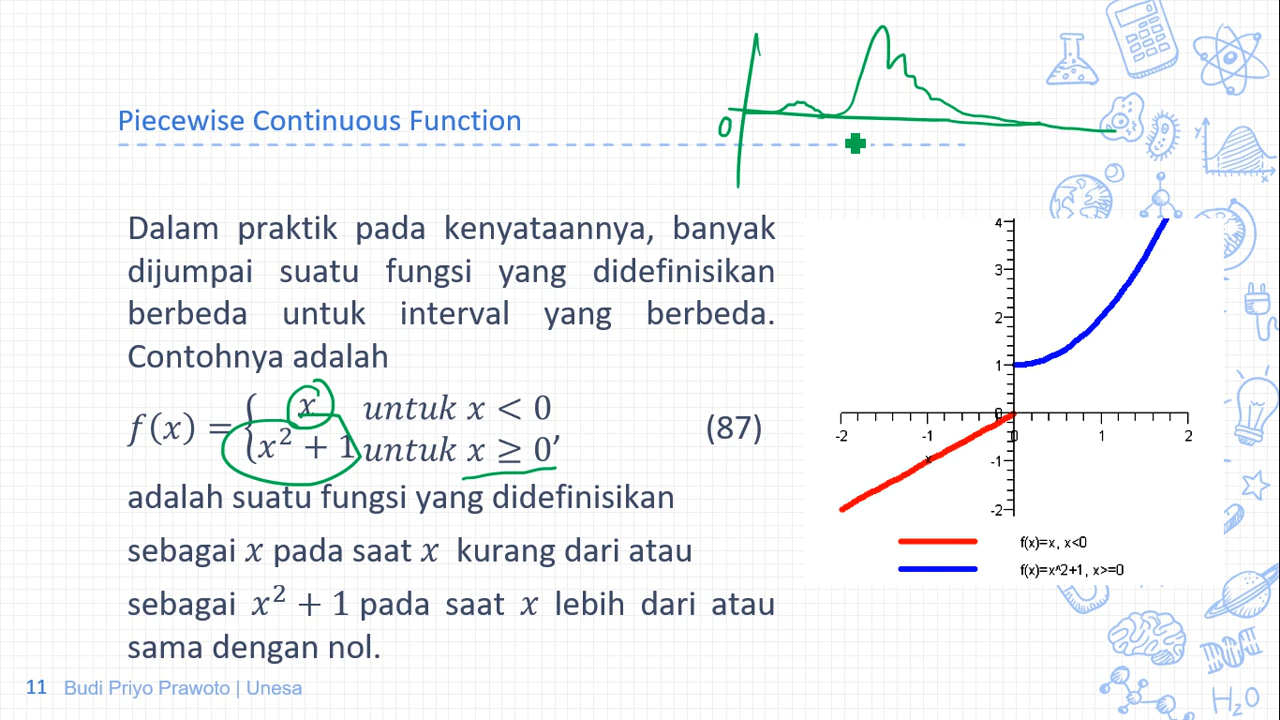 Piecewise Continuous Function
0
Dalam praktik pada kenyataannya, banyak
dijumpai suatu fungsi yang didefinisikan
berbeda untuk interval yang berbeda.
Contohnya adalah
f(x) = { x untuk x < 0
x² + 1 untuk x ≥ 0, (87)
adalah suatu fungsi yang didefinisikan
sebagai x pada saat x kurang dari atau
sebagai x² + 1 pada saat x lebih dari atau
sama dengan nol.
4
3
2
1
0
-2 -1 0 1 2
x
-1
-2
f(x)=x, x<0
f(x)=x^2+1, x>=0
y
x
H₂O
11 Budi Priyo Prawoto | Unesa